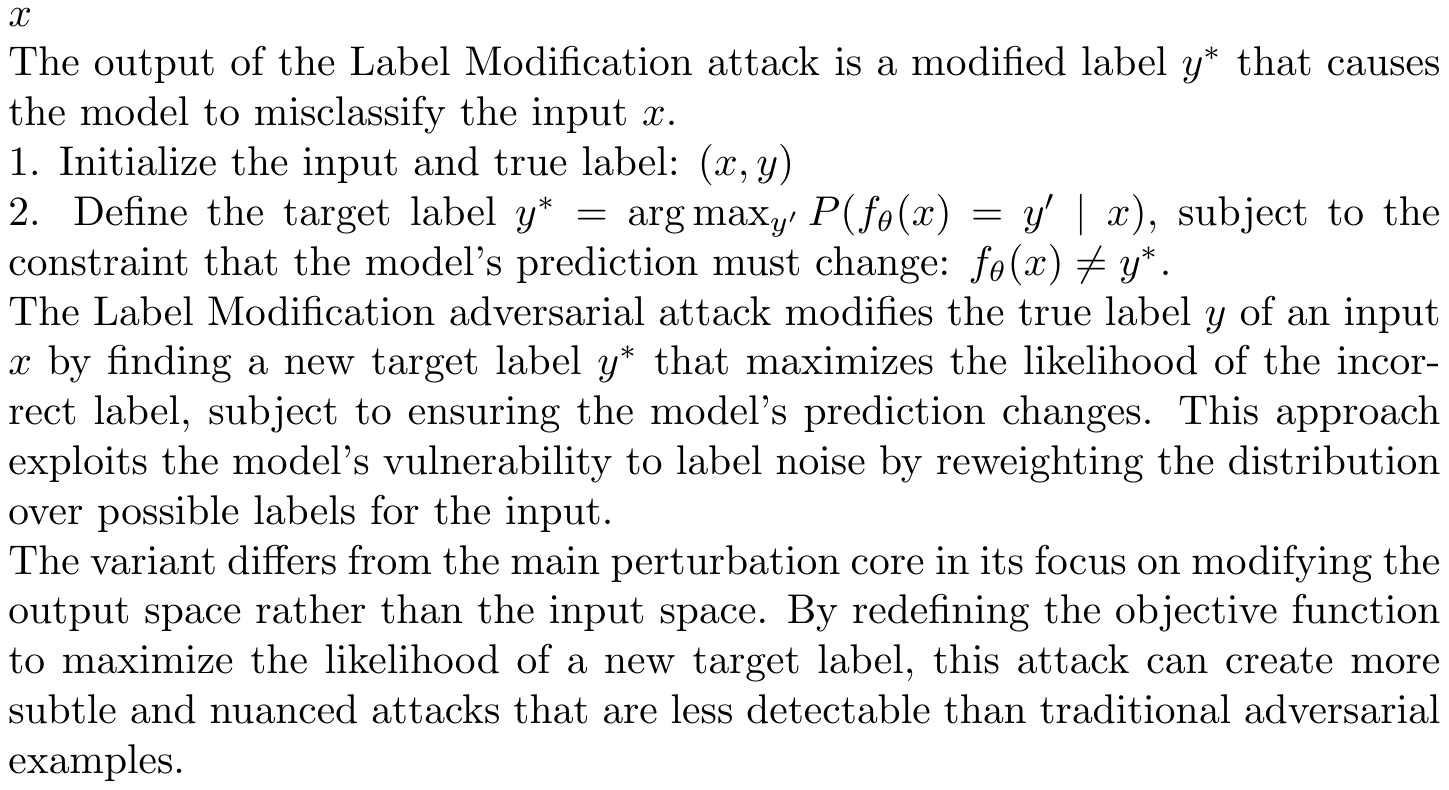 x
The output of the Label Modification attack is a modified label y* that causes
the model to misclassify the input x.
1. Initialize the input and true label: (x, y)
2. Define the target label y* = arg max_{y′} P(f_θ(x) = y′ | x), subject to the
constraint that the model's prediction must change: f_θ(x) ≠ y*.
The Label Modification adversarial attack modifies the true label y of an input
x by finding a new target label y* that maximizes the likelihood of the incor-
rect label, subject to ensuring the model's prediction changes. This approach
exploits the model's vulnerability to label noise by reweighting the distribution
over possible labels for the input.
The variant differs from the main perturbation core in its focus on modifying the
output space rather than the input space. By redefining the objective function
to maximize the likelihood of a new target label, this attack can create more
subtle and nuanced attacks that are less detectable than traditional adversarial
examples.